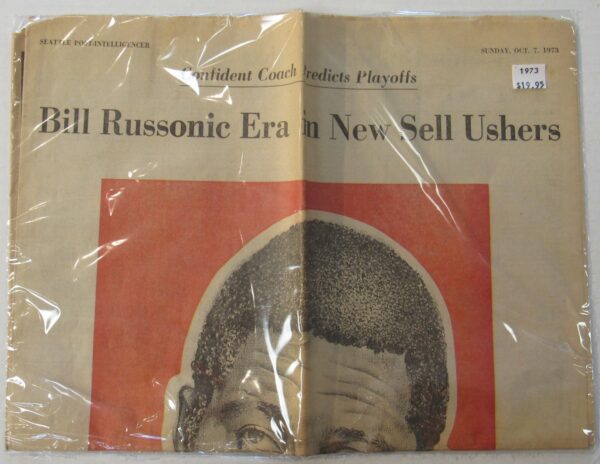 SEATTLE POST-INTELLIGENCER
SUNDAY, OCT. 7, 1973
1973
$19.95
Confident Coach Predicts Playoffs
Bill Russonic Era in New Sell Ushers